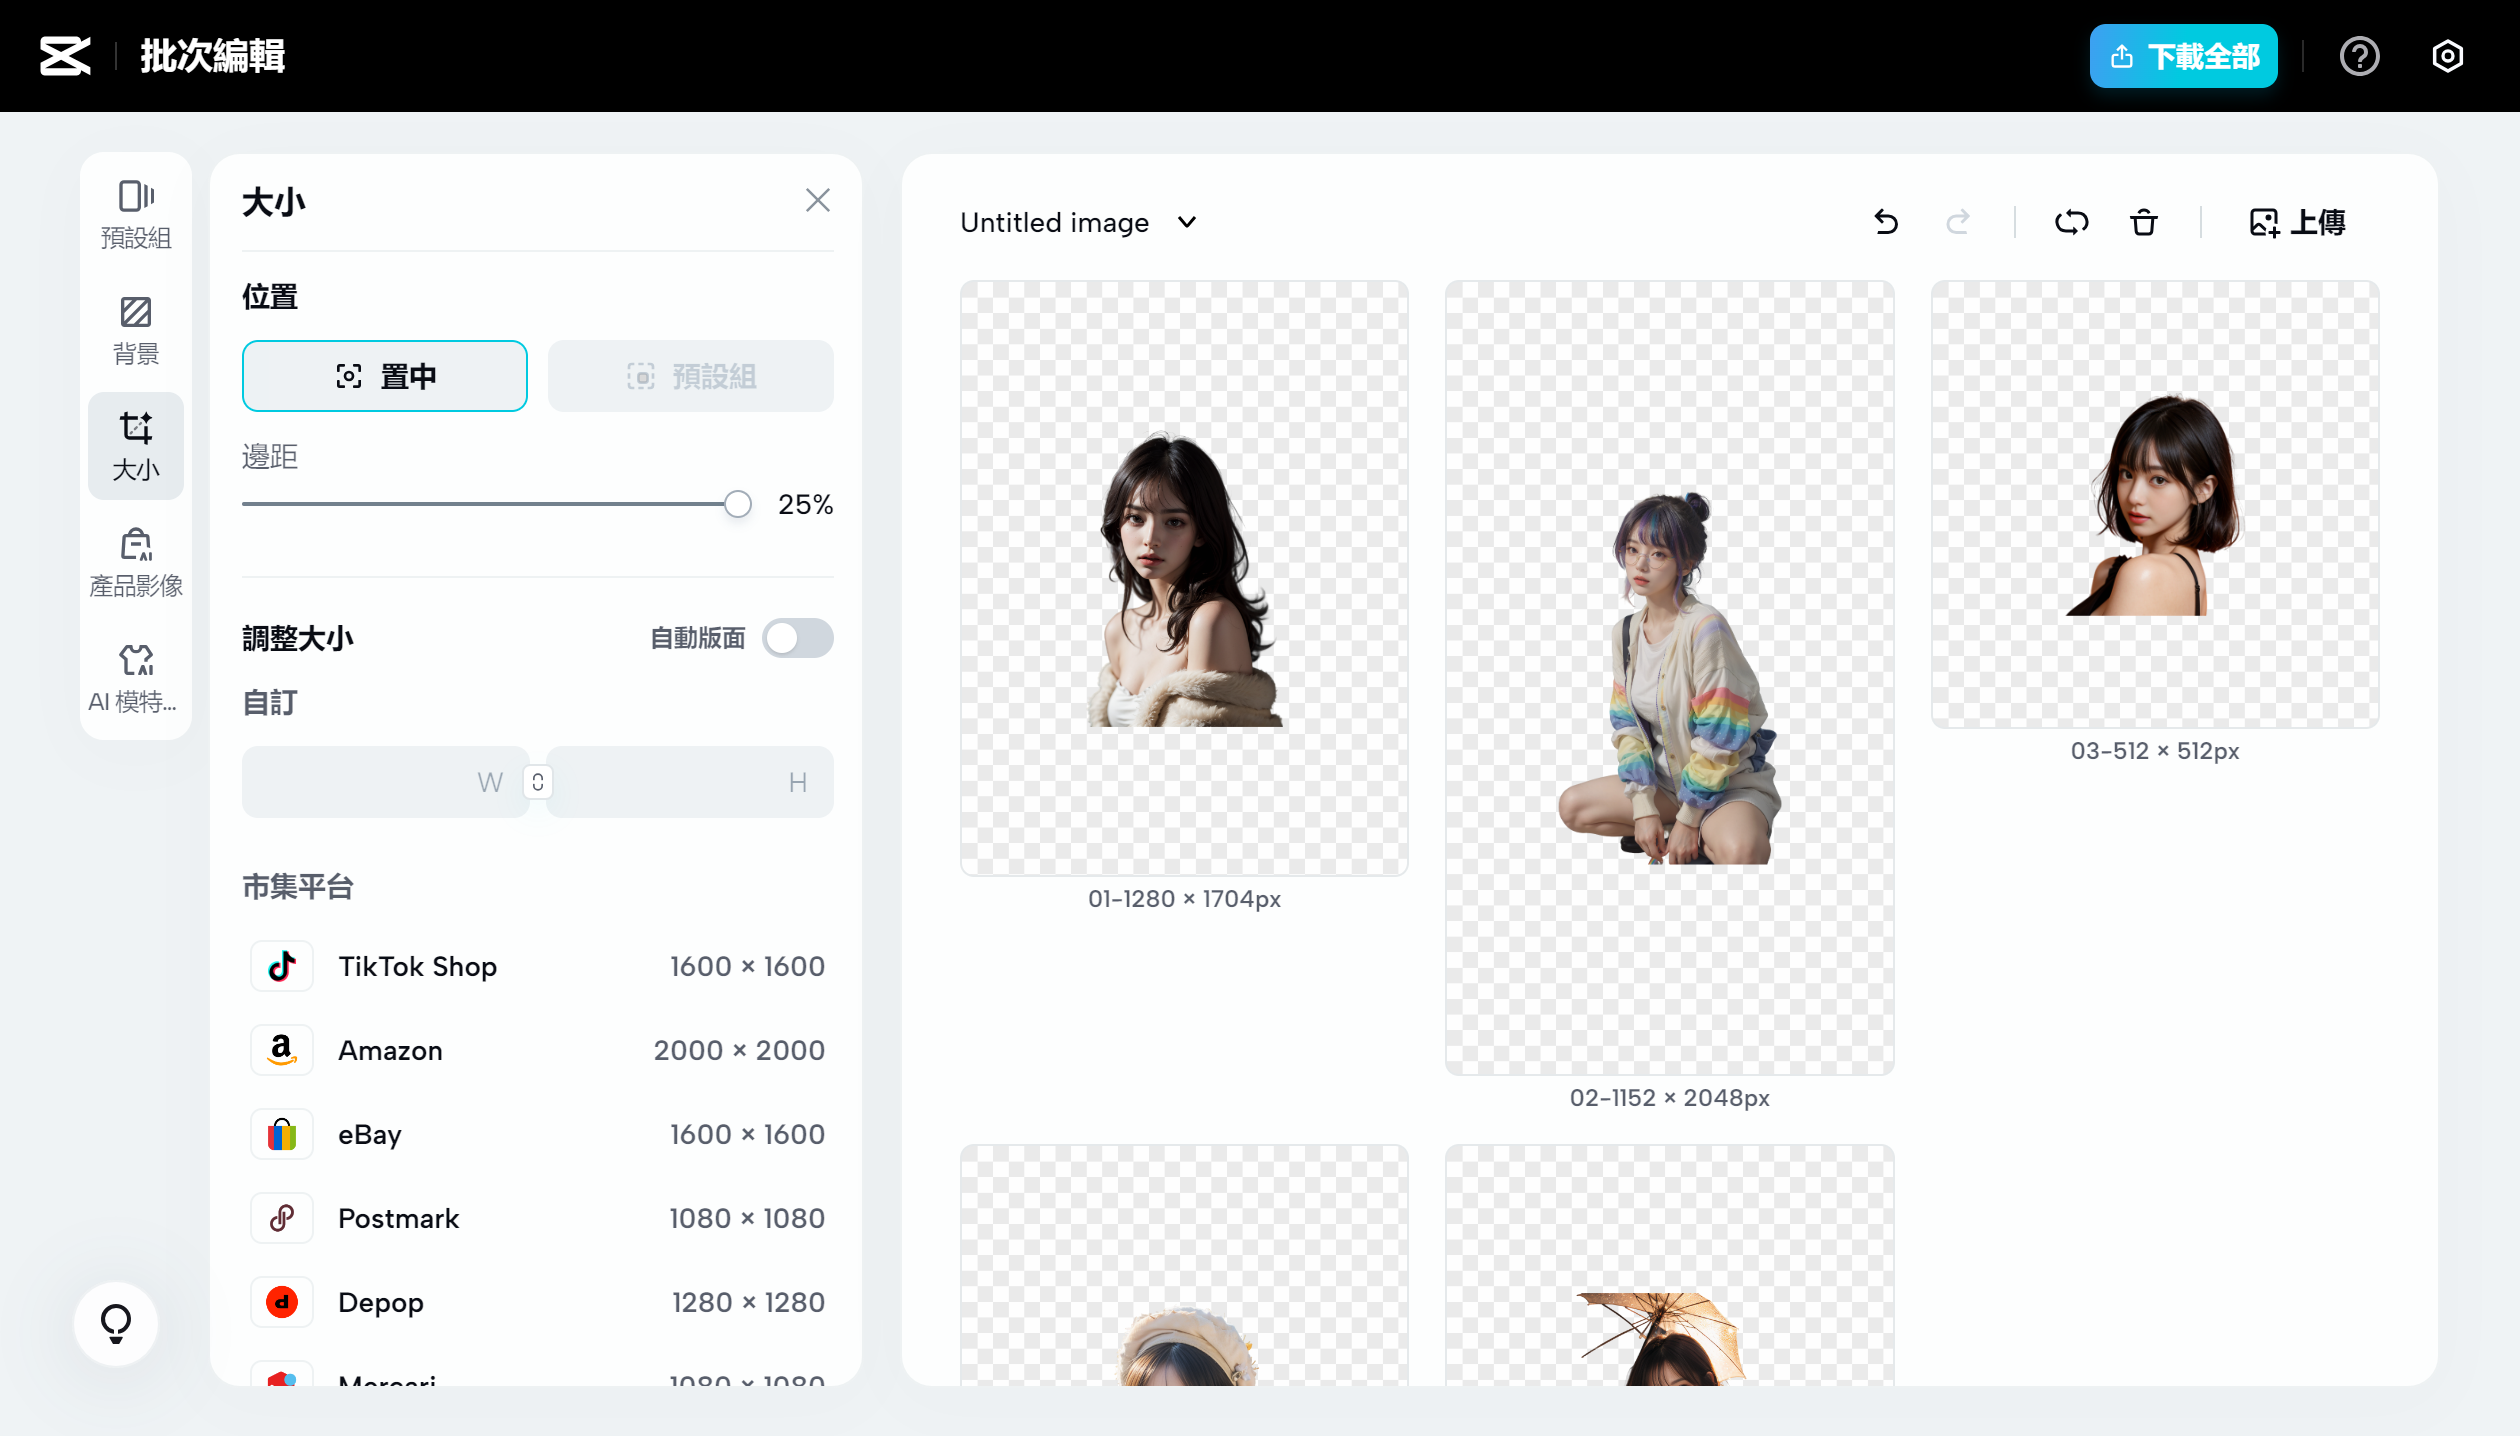 批次編輯
下載全部
預設組
背景
大小
產品影像
AI 模特...
大小
位置
置中
預設組
邊距
25%
調整大小
自動版面
自訂
W
H
市集平台
TikTok Shop 1600 × 1600
Amazon 2000 × 2000
eBay 1600 × 1600
Postmark 1080 × 1080
Depop 1280 × 1280
Mercari 1080 × 1080
Untitled image
上傳
01-1280 × 1704px
02-1152 × 2048px
03-512 × 512px